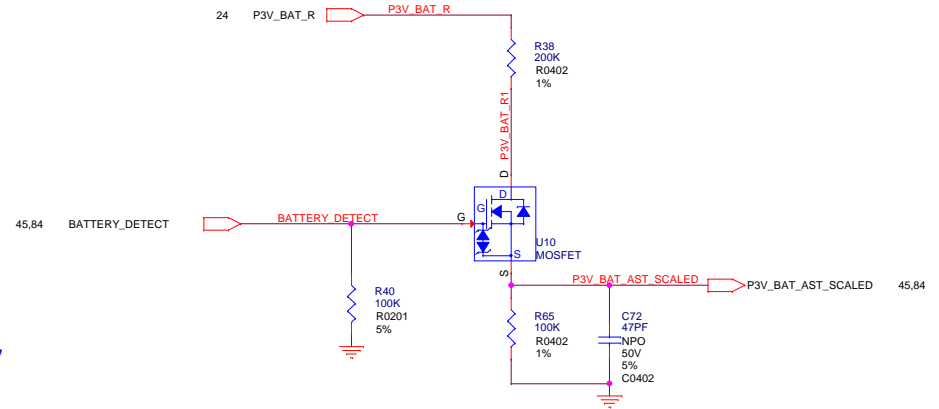 24 P3V_BAT_R
P3V_BAT_R
R38
200K
R0402
1%
P3V_BAT_R1
D
D
G
G
S
S
U10
MOSFET
45,84 BATTERY_DETECT
BATTERY_DETECT
P3V_BAT_AST_SCALED
P3V_BAT_AST_SCALED 45,84
R40
100K
R0201
5%
R65
100K
R0402
1%
C72
47PF
NPO
50V
5%
C0402